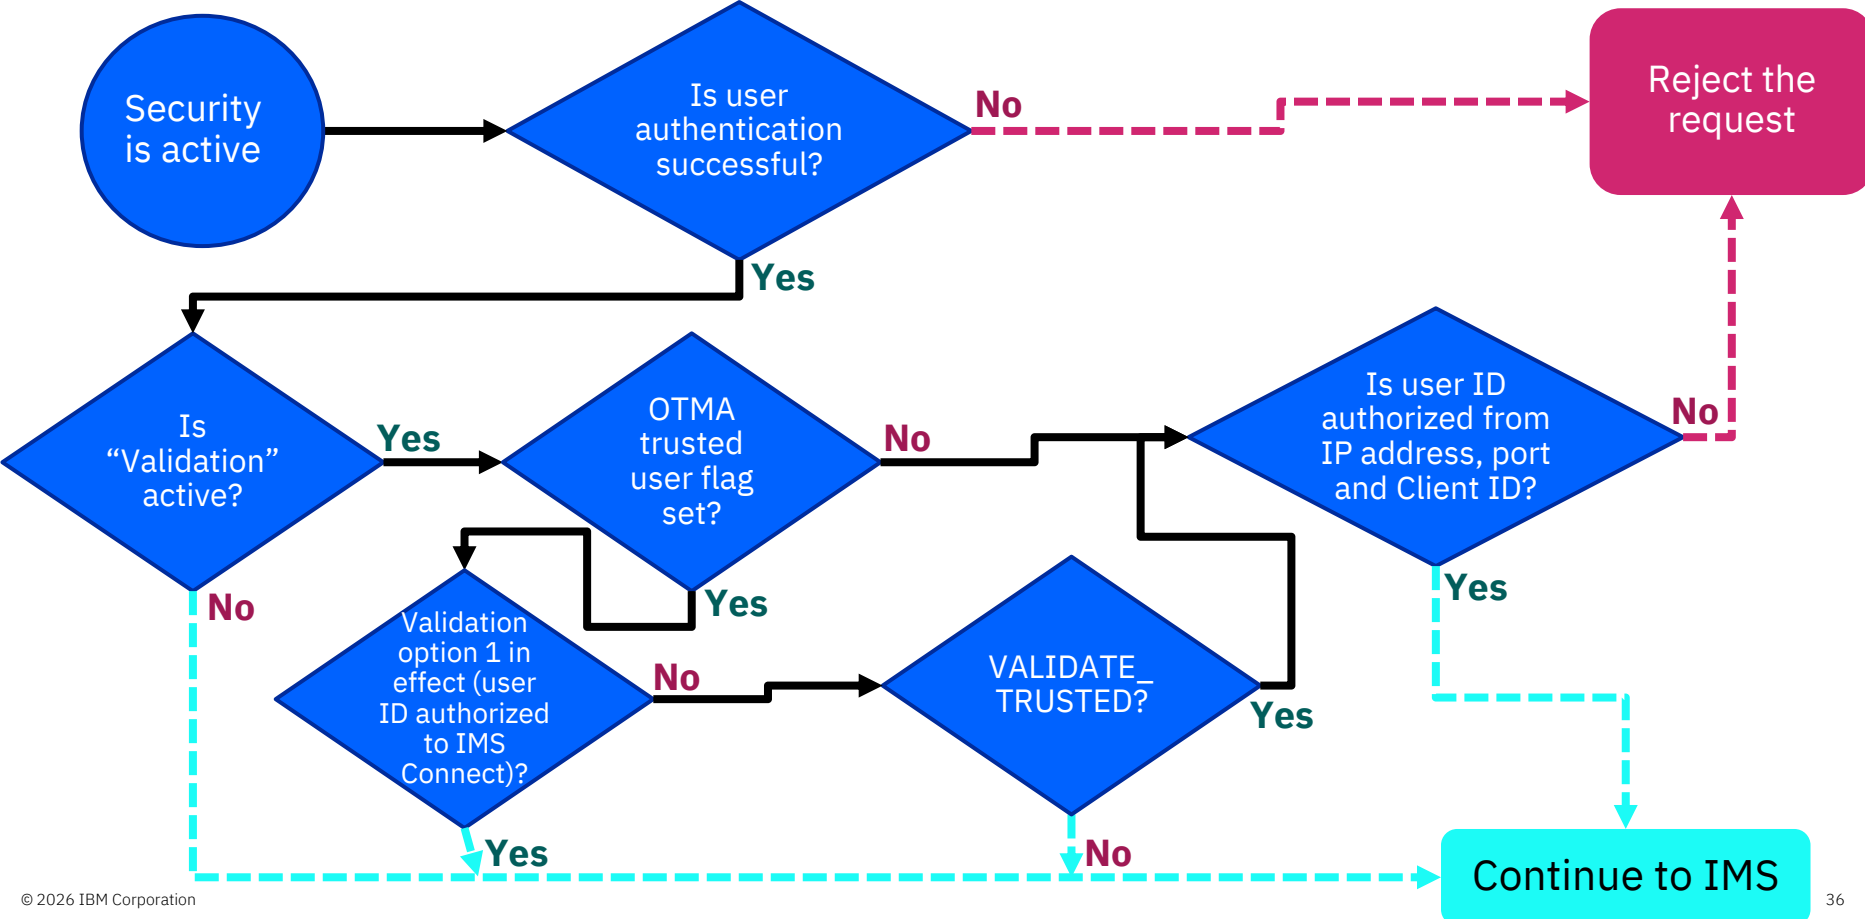 Security
is active
Is user
authentication
successful?
No
Reject the
request
Yes
Is
“Validation”
active?
Yes
OTMA
trusted
user flag
set?
No
Is user ID
authorized from
IP address, port
and Client ID?
No
No
Yes
Yes
Validation
option 1 in
effect (user
ID authorized
to IMS
Connect)?
No
VALIDATE_
TRUSTED?
Yes
Yes
No
Continue to IMS
© 2026 IBM Corporation
36